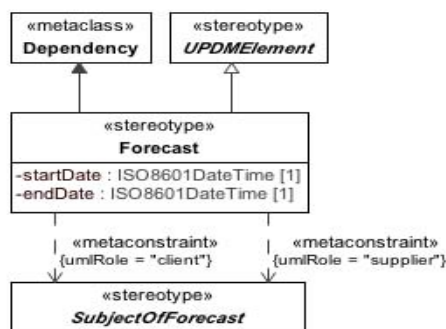 «metaclass»
Dependency
«stereotype»
UPDMElement
«stereotype»
Forecast
-startDate : ISO8601DateTime [1]
-endDate : ISO8601DateTime [1]
«metaconstraint»
{umlRole = "client"}
«metaconstraint»
{umlRole = "supplier"}
«stereotype»
SubjectOfForecast